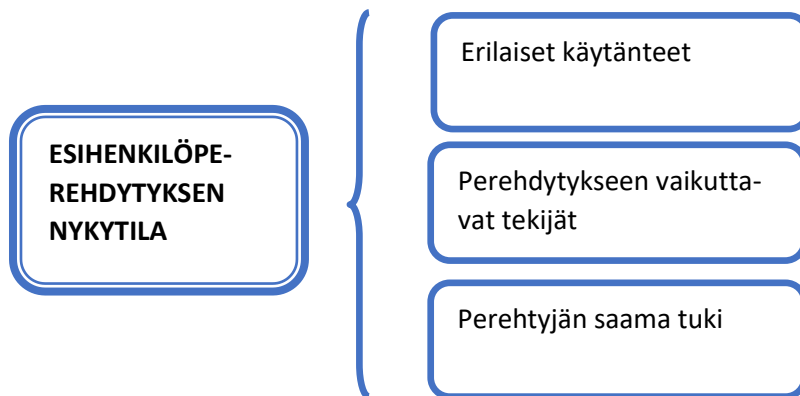 ESIHENKILÖPE-
REHDYTYKSEN
NYKYTILA
Erilaiset käytänteet
Perehdytykseen vaikutta-
vat tekijät
Perehtyjän saama tuki